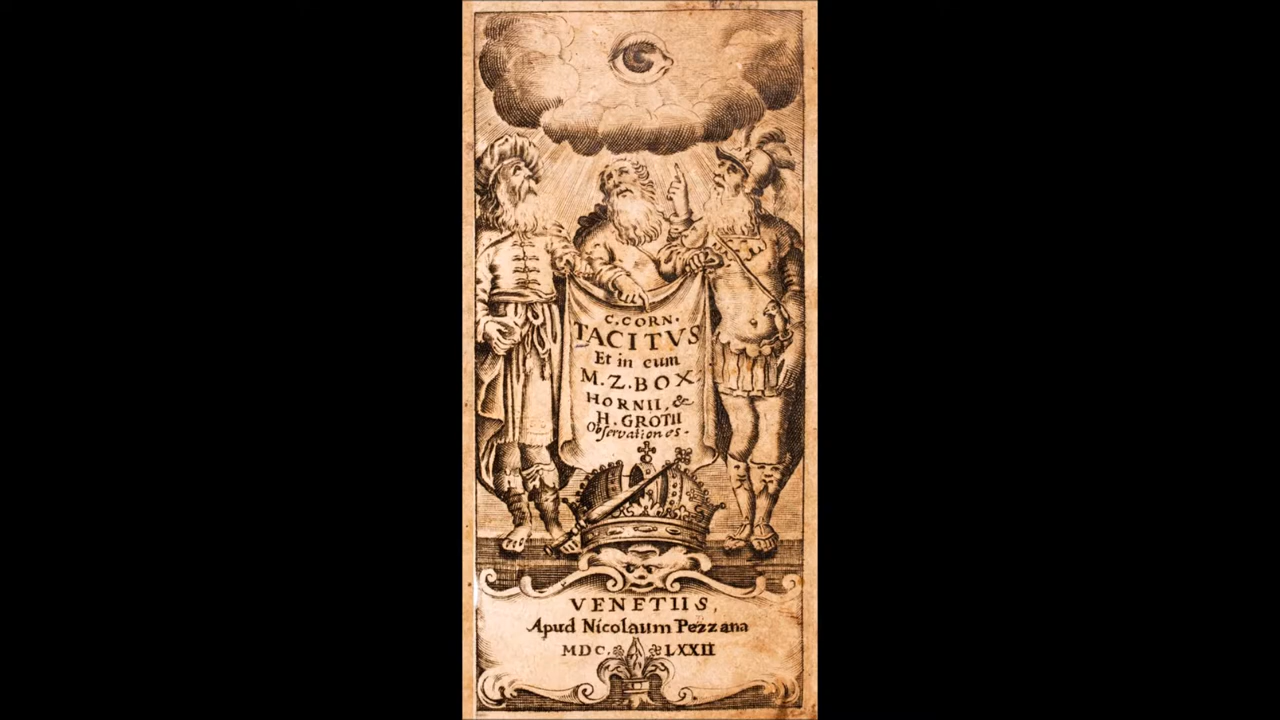 C. CORN.
TACITVS
Et in eum
M. Z. BOX
HORNII, &
H. GROTII
Observationes.
VENETIIS,
Apud Nicolaum Pezzana
MDC. LXXII